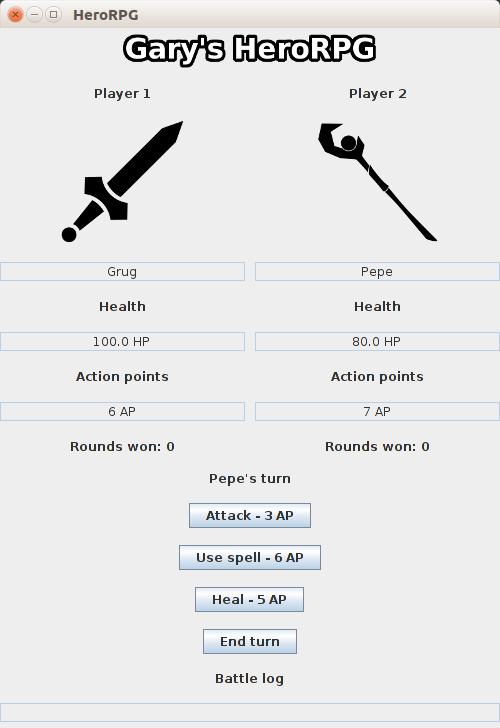 HeroRPG
Gary's HeroRPG
Player 1
Player 2
Grug
Pepe
Health
Health
100.0 HP
80.0 HP
Action points
Action points
6 AP
7 AP
Rounds won: 0
Rounds won: 0
Pepe's turn
Attack - 3 AP
Use spell - 6 AP
Heal - 5 AP
End turn
Battle log